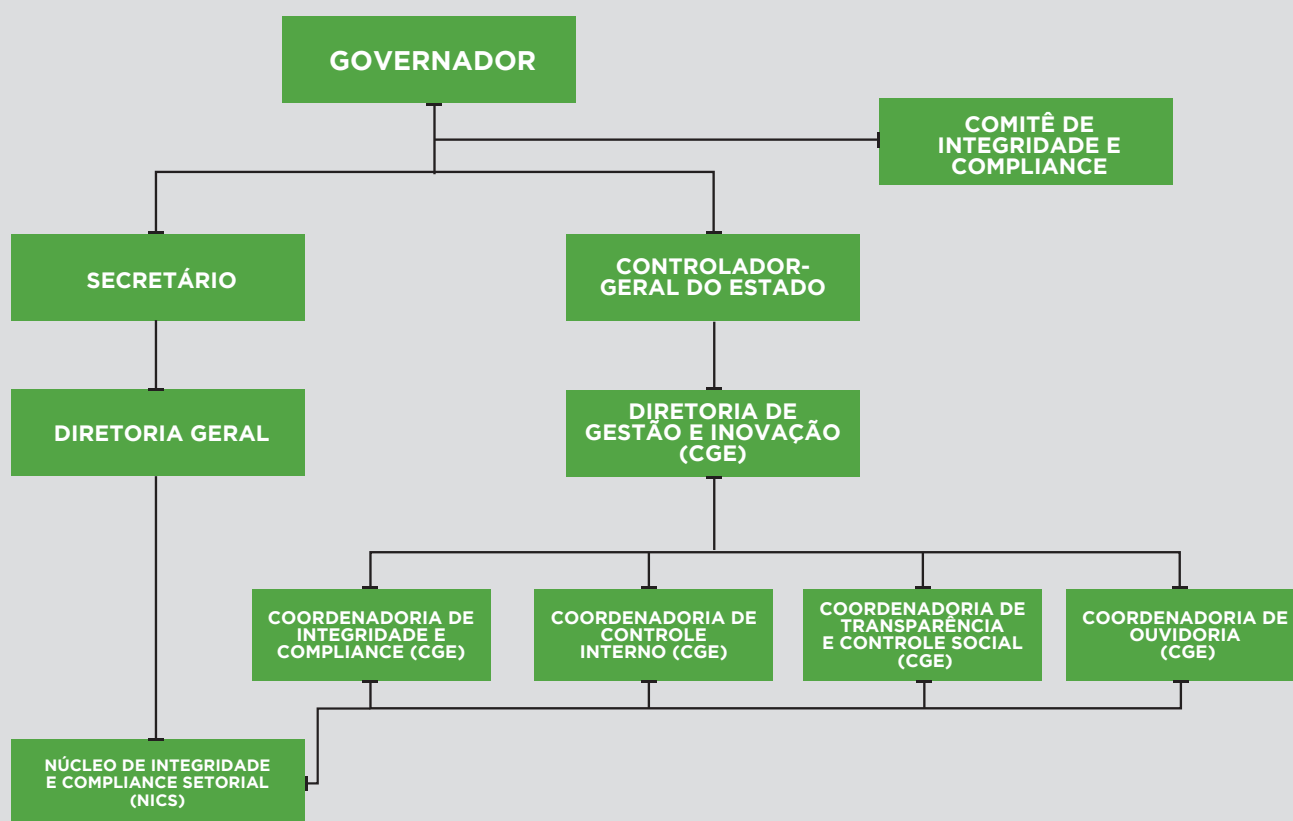 GOVERNADOR
COMITÊ DE
INTEGRIDADE E
COMPLIANCE
SECRETÁRIO
CONTROLADOR-
GERAL DO ESTADO
DIRETORIA GERAL
DIRETORIA DE
GESTÃO E INOVAÇÃO
(CGE)
COORDENADORIA DE
INTEGRIDADE E
COMPLIANCE (CGE)
COORDENADORIA DE
CONTROLE
INTERNO (CGE)
COORDENADORIA DE
TRANSPARÊNCIA
E CONTROLE SOCIAL
(CGE)
COORDENADORIA DE
OUVIDORIA
(CGE)
NÚCLEO DE INTEGRIDADE
E COMPLIANCE SETORIAL
(NICS)